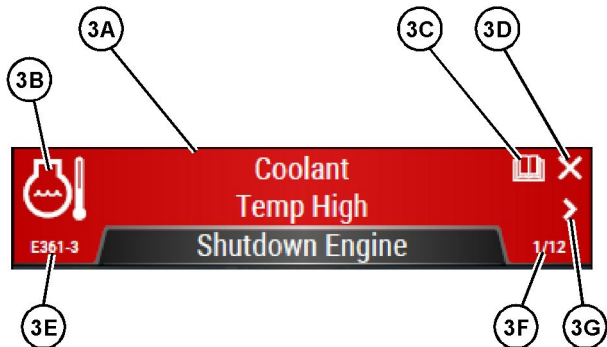 3A
3C
3D
3B
Coolant
Temp High
E361-3
Shutdown Engine
1/12
3E
3F
3G